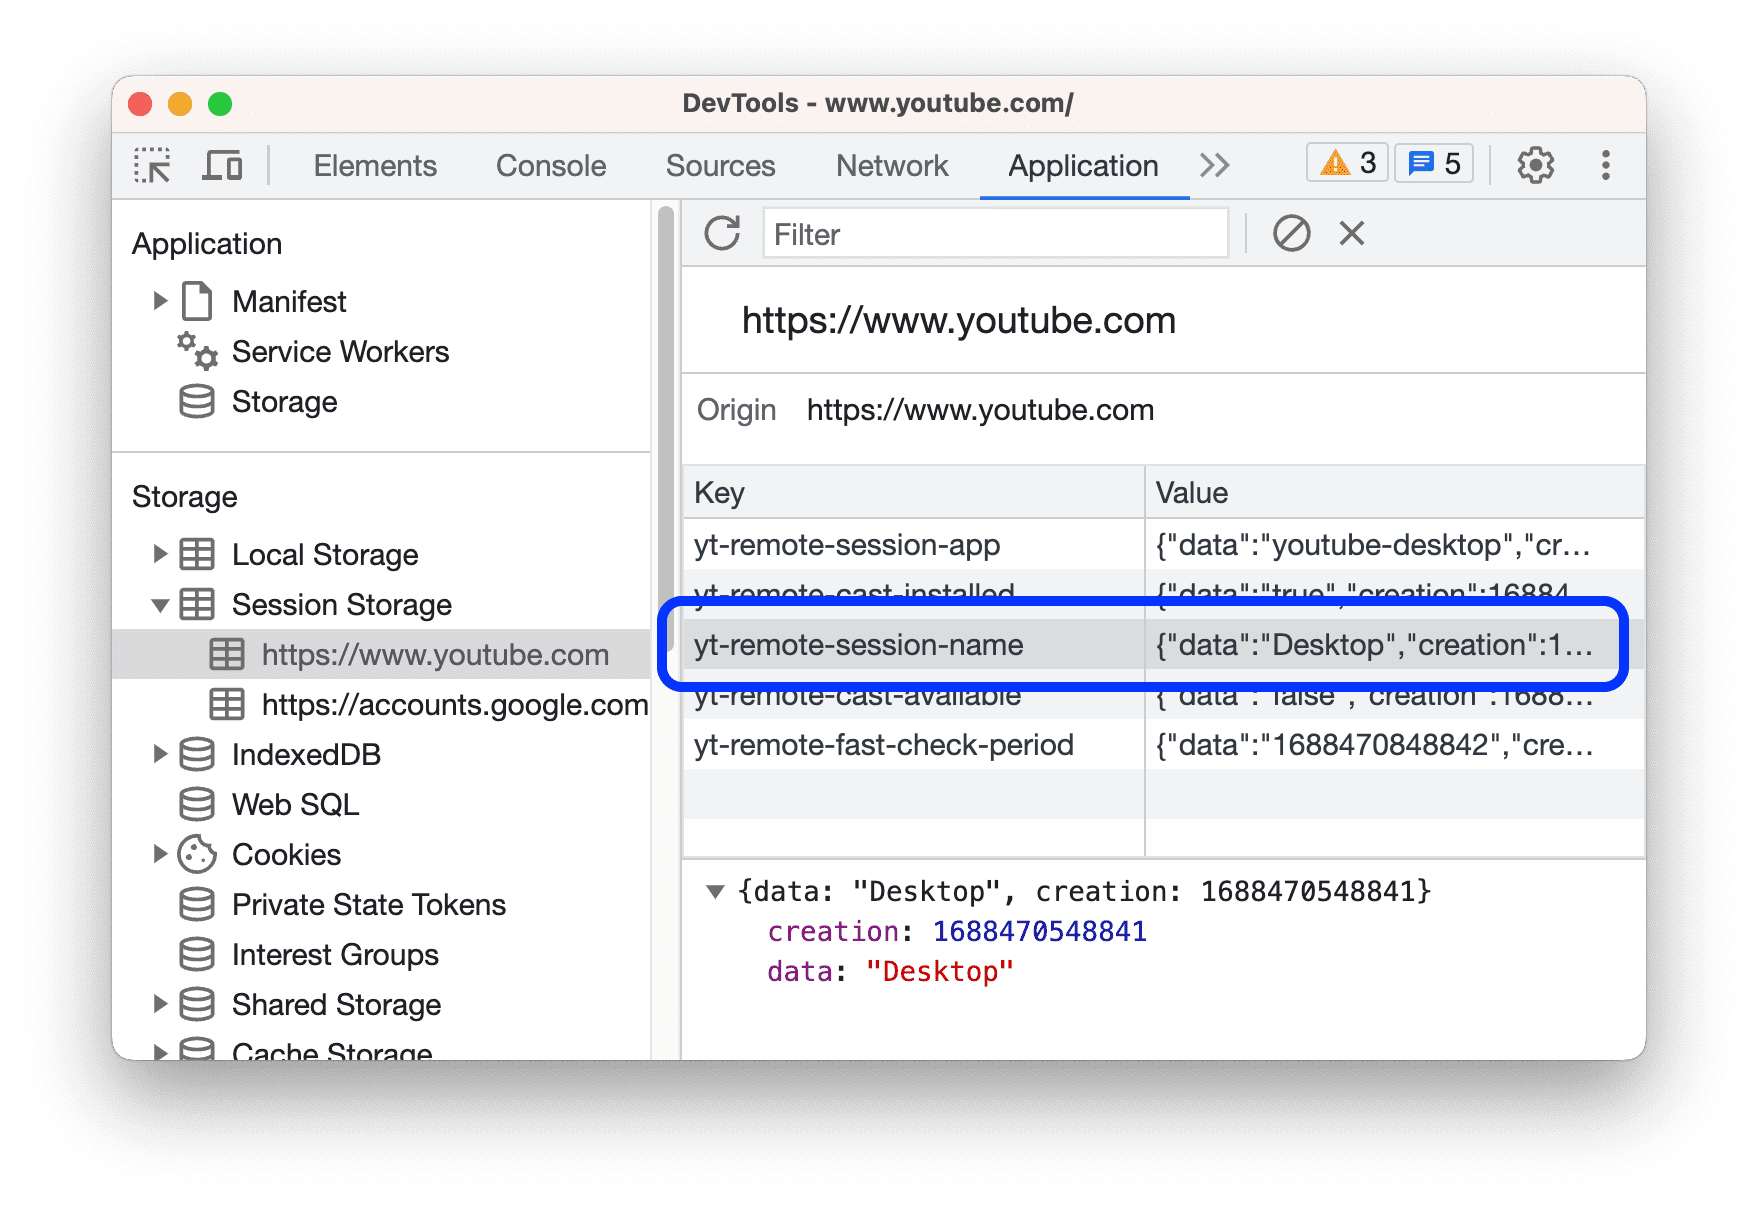 DevTools - www.youtube.com/
Elements Console Sources Network Application 3 5
Application
Manifest
Service Workers
Storage
Storage
Local Storage
Session Storage
https://www.youtube.com
https://accounts.google.com
IndexedDB
Web SQL
Cookies
Private State Tokens
Interest Groups
Shared Storage
Cache Storage
Filter
https://www.youtube.com
Origin https://www.youtube.com
Key Value
yt-remote-session-app {"data":"youtube-desktop","cr…
yt-remote-cast-installed {"data":"true","creation":16884…
yt-remote-session-name {"data":"Desktop","creation":1…
yt-remote-cast-available {"data":"false","creation":1688…
yt-remote-fast-check-period {"data":"1688470848842","cre…
{data: "Desktop", creation: 1688470548841}
creation: 1688470548841
data: "Desktop"